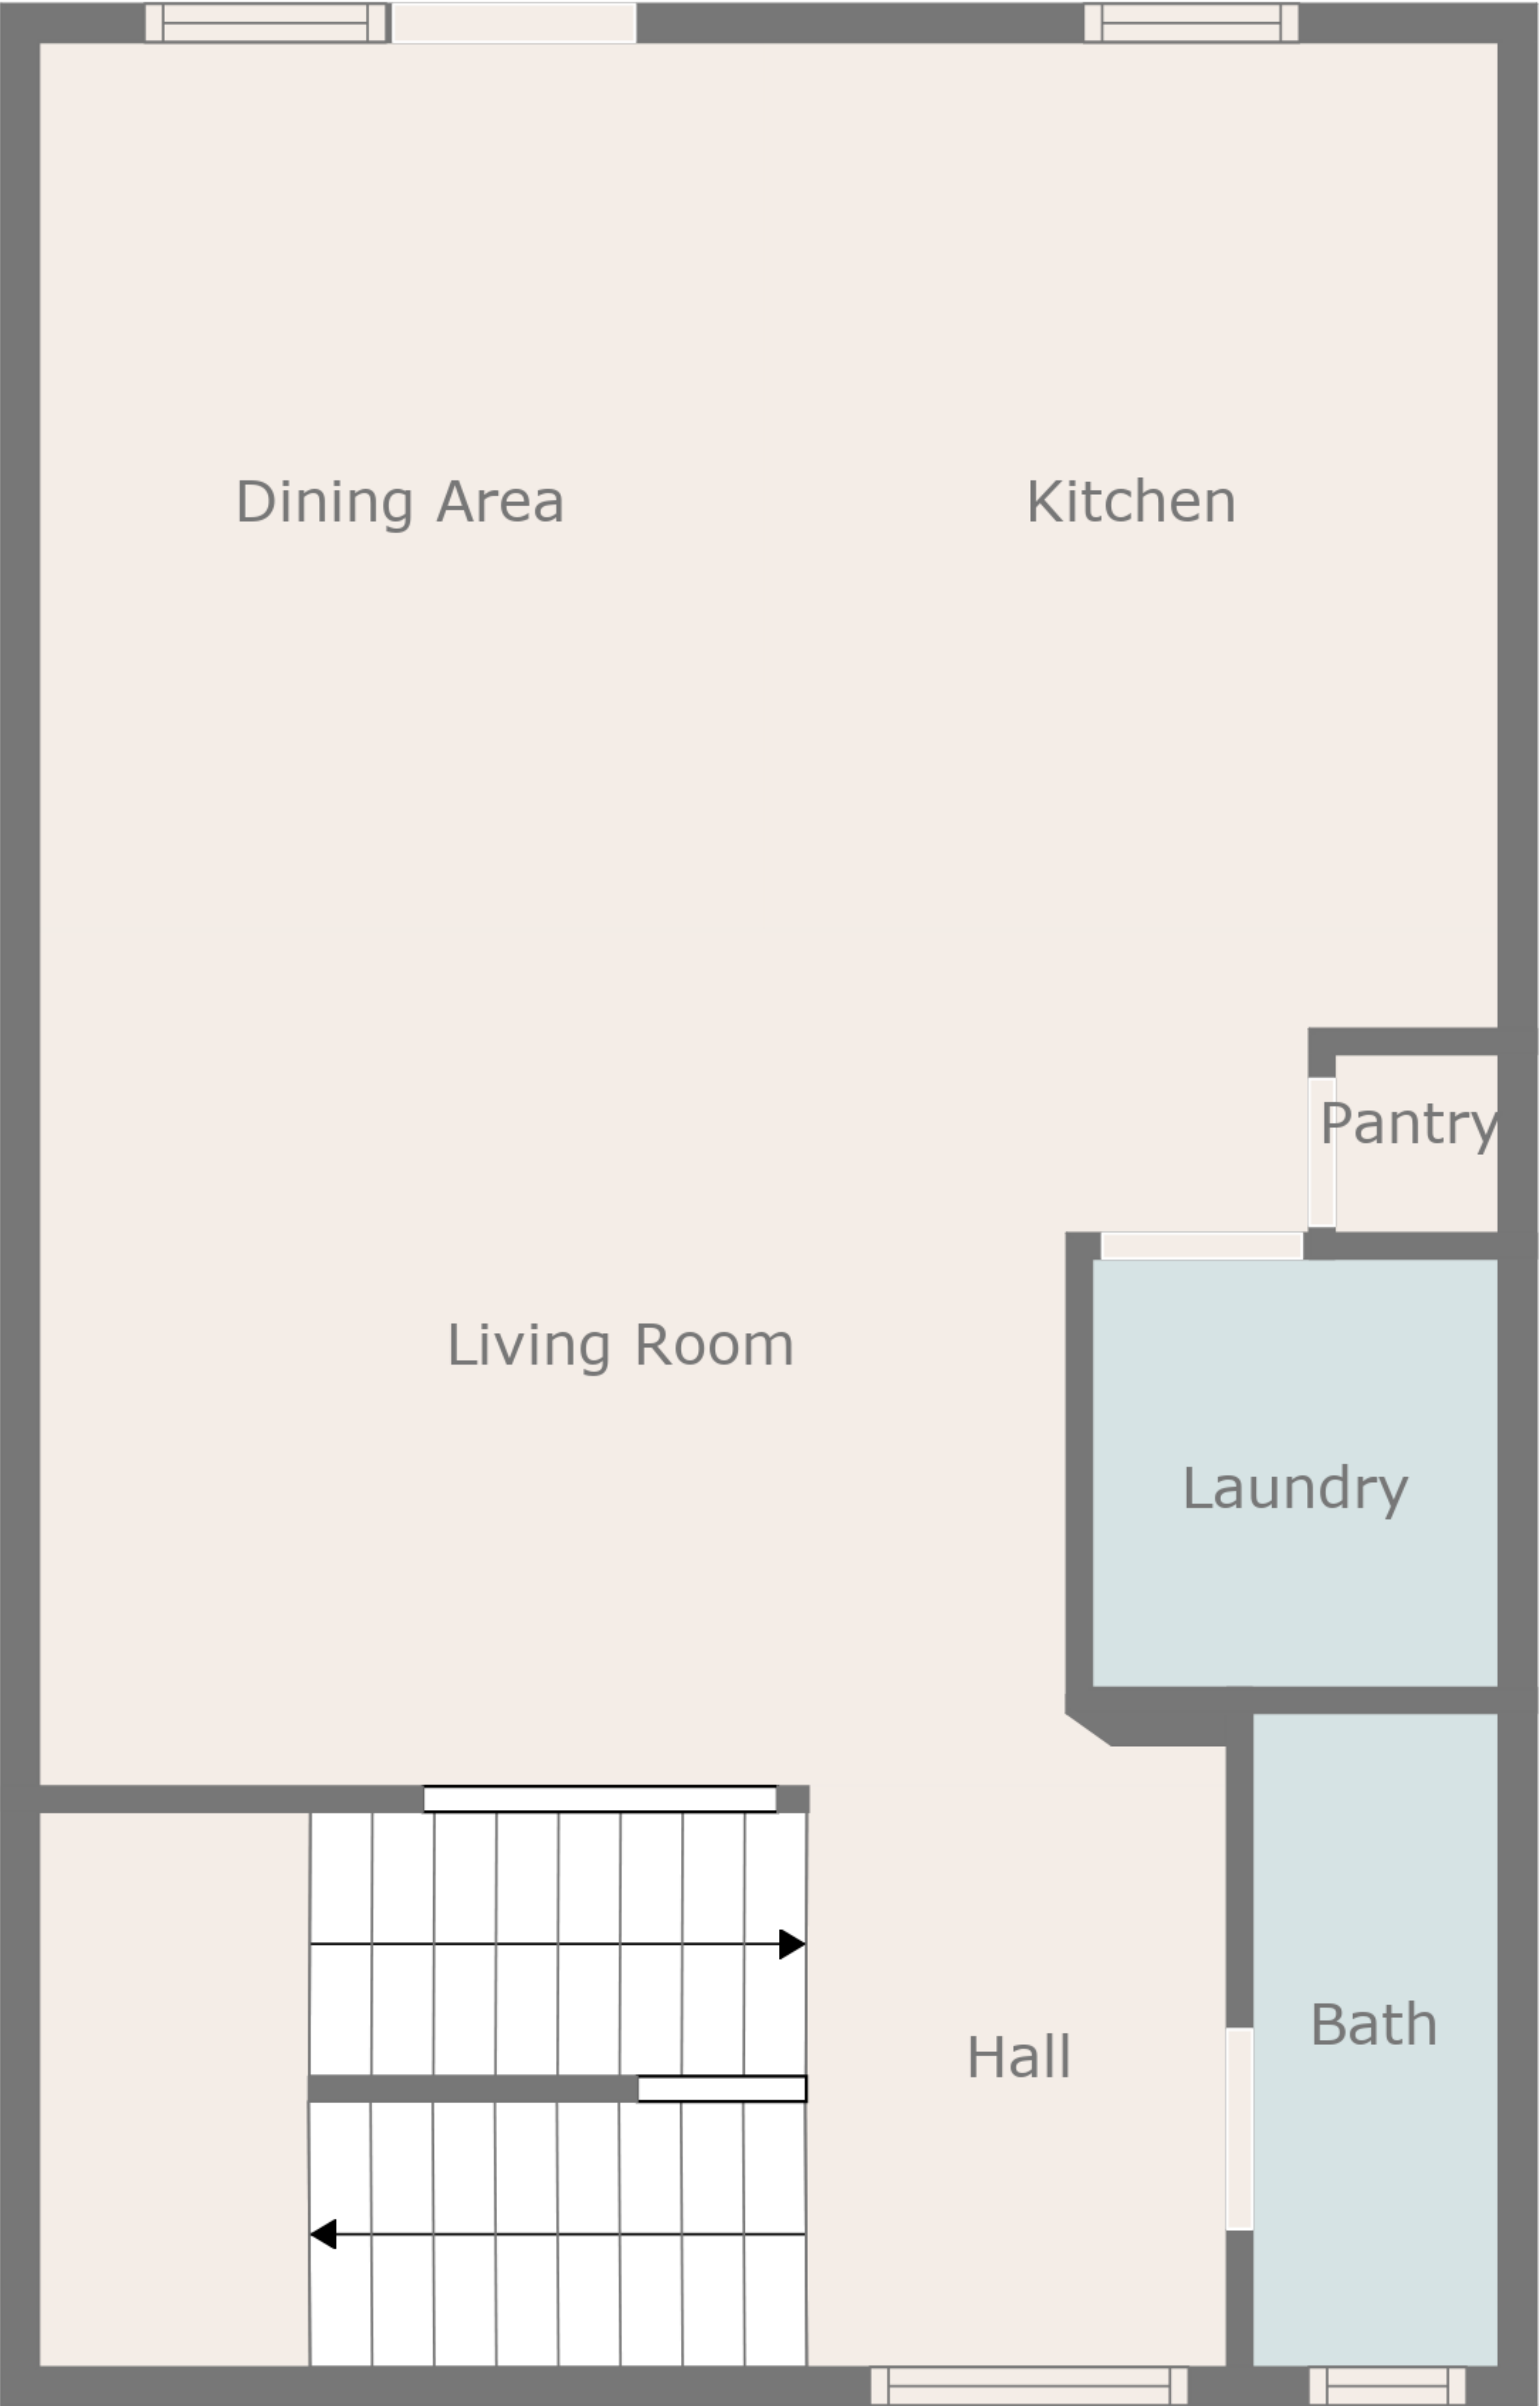 Dining Area
Kitchen
Pantry
Living Room
Laundry
Bath
Hall